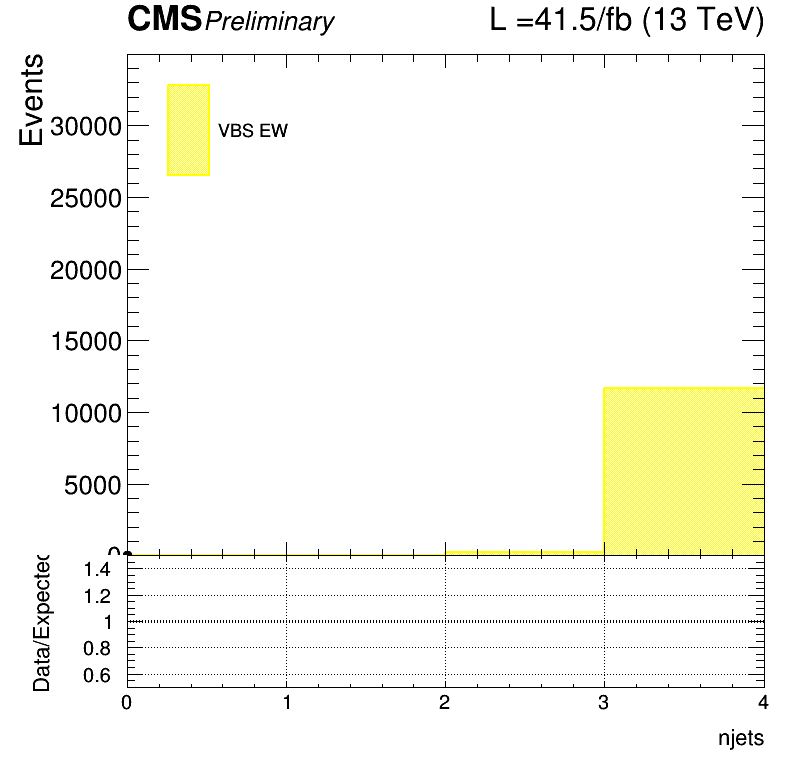 CMS Preliminary L =41.5/fb (13 TeV)
Events
30000
25000
20000
15000
10000
5000
0
VBS EW
Data/Expected
1.4
1.2
1
0.8
0.6
0 1 2 3 4
njets